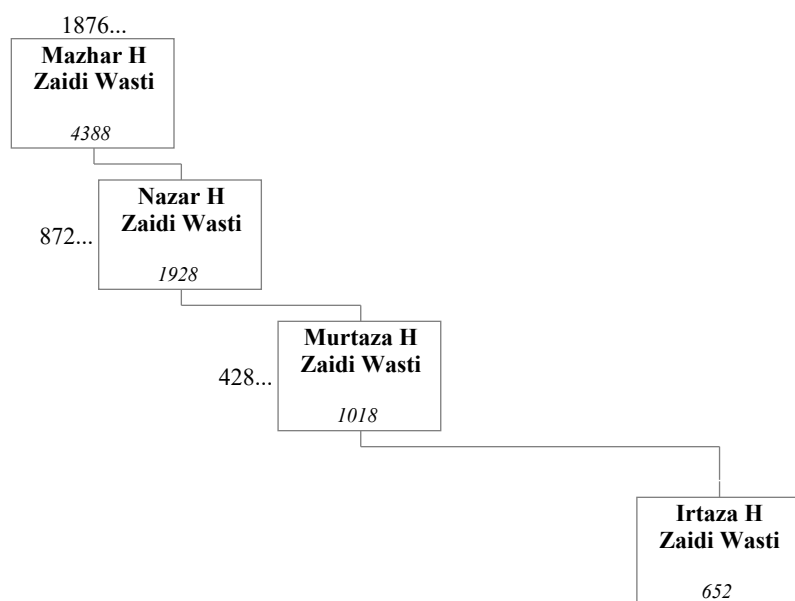 1876...
Mazhar H
Zaidi Wasti
4388
Nazar H
Zaidi Wasti
872...
1928
Murtaza H
Zaidi Wasti
428...
1018
Irtaza H
Zaidi Wasti
652